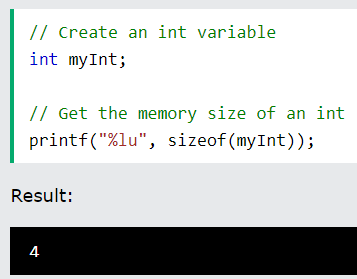 // Create an int variable
int myInt;
// Get the memory size of an int
printf("%lu", sizeof(myInt));
Result:
4